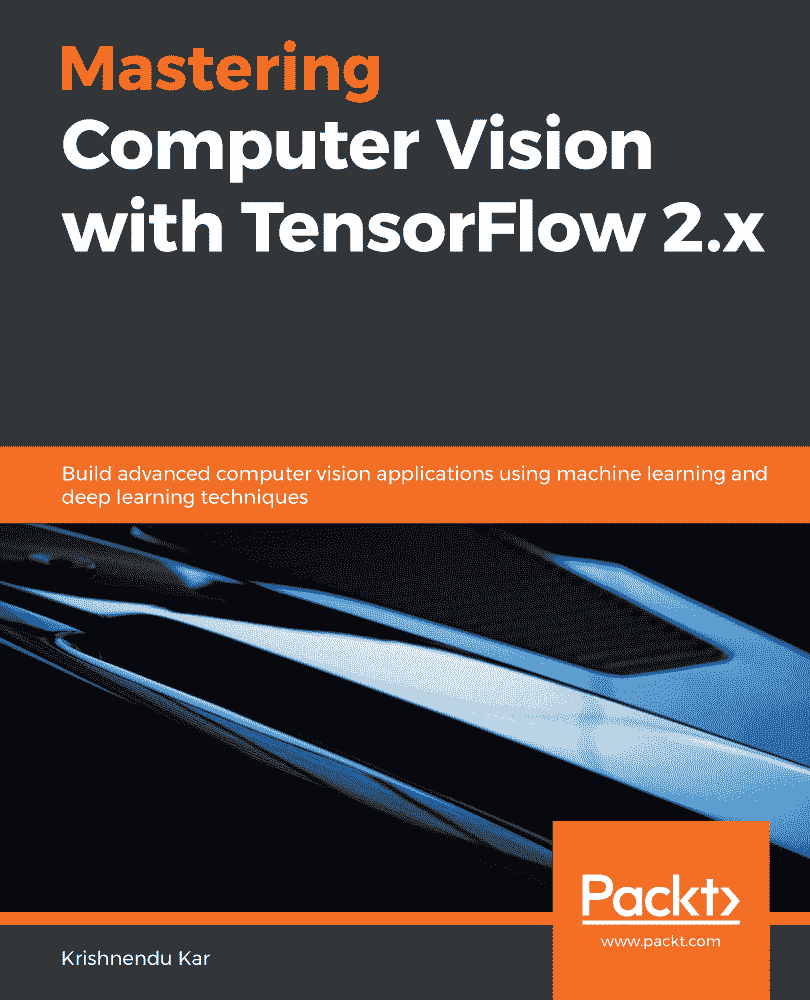 Mastering
Computer Vision
with TensorFlow 2.x
Build advanced computer vision applications using machine learning and
deep learning techniques
Packt>
www.packt.com
Krishnendu Kar